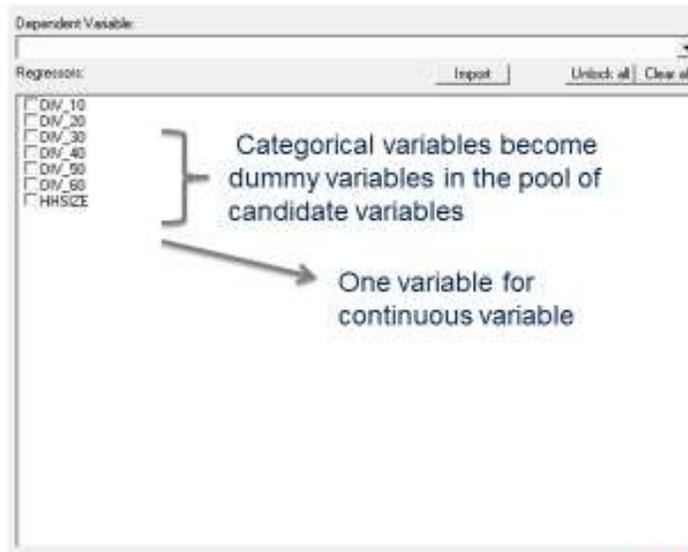 Dependent Variable:
Regressors:
Import
Unlock all
Clear al
DIV_10
DIV_20
DIV_30
DIV_40
DIV_50
DIV_60
HHSIZE
Categorical variables become
dummy variables in the pool of
candidate variables
One variable for
continuous variable